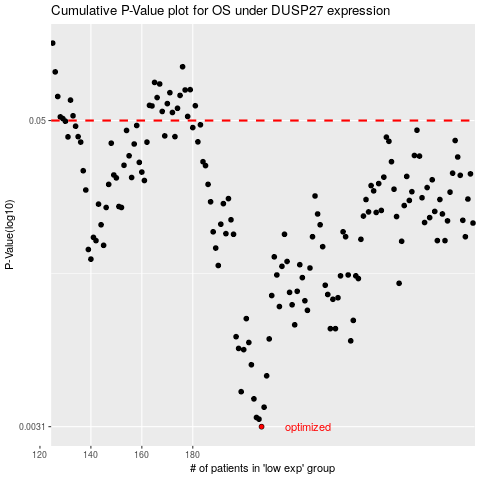 Cumulative P-Value plot for OS under DUSP27 expression
P-Value(log10)
0.05
0.0031
optimized
120 140 160 180
# of patients in 'low exp' group